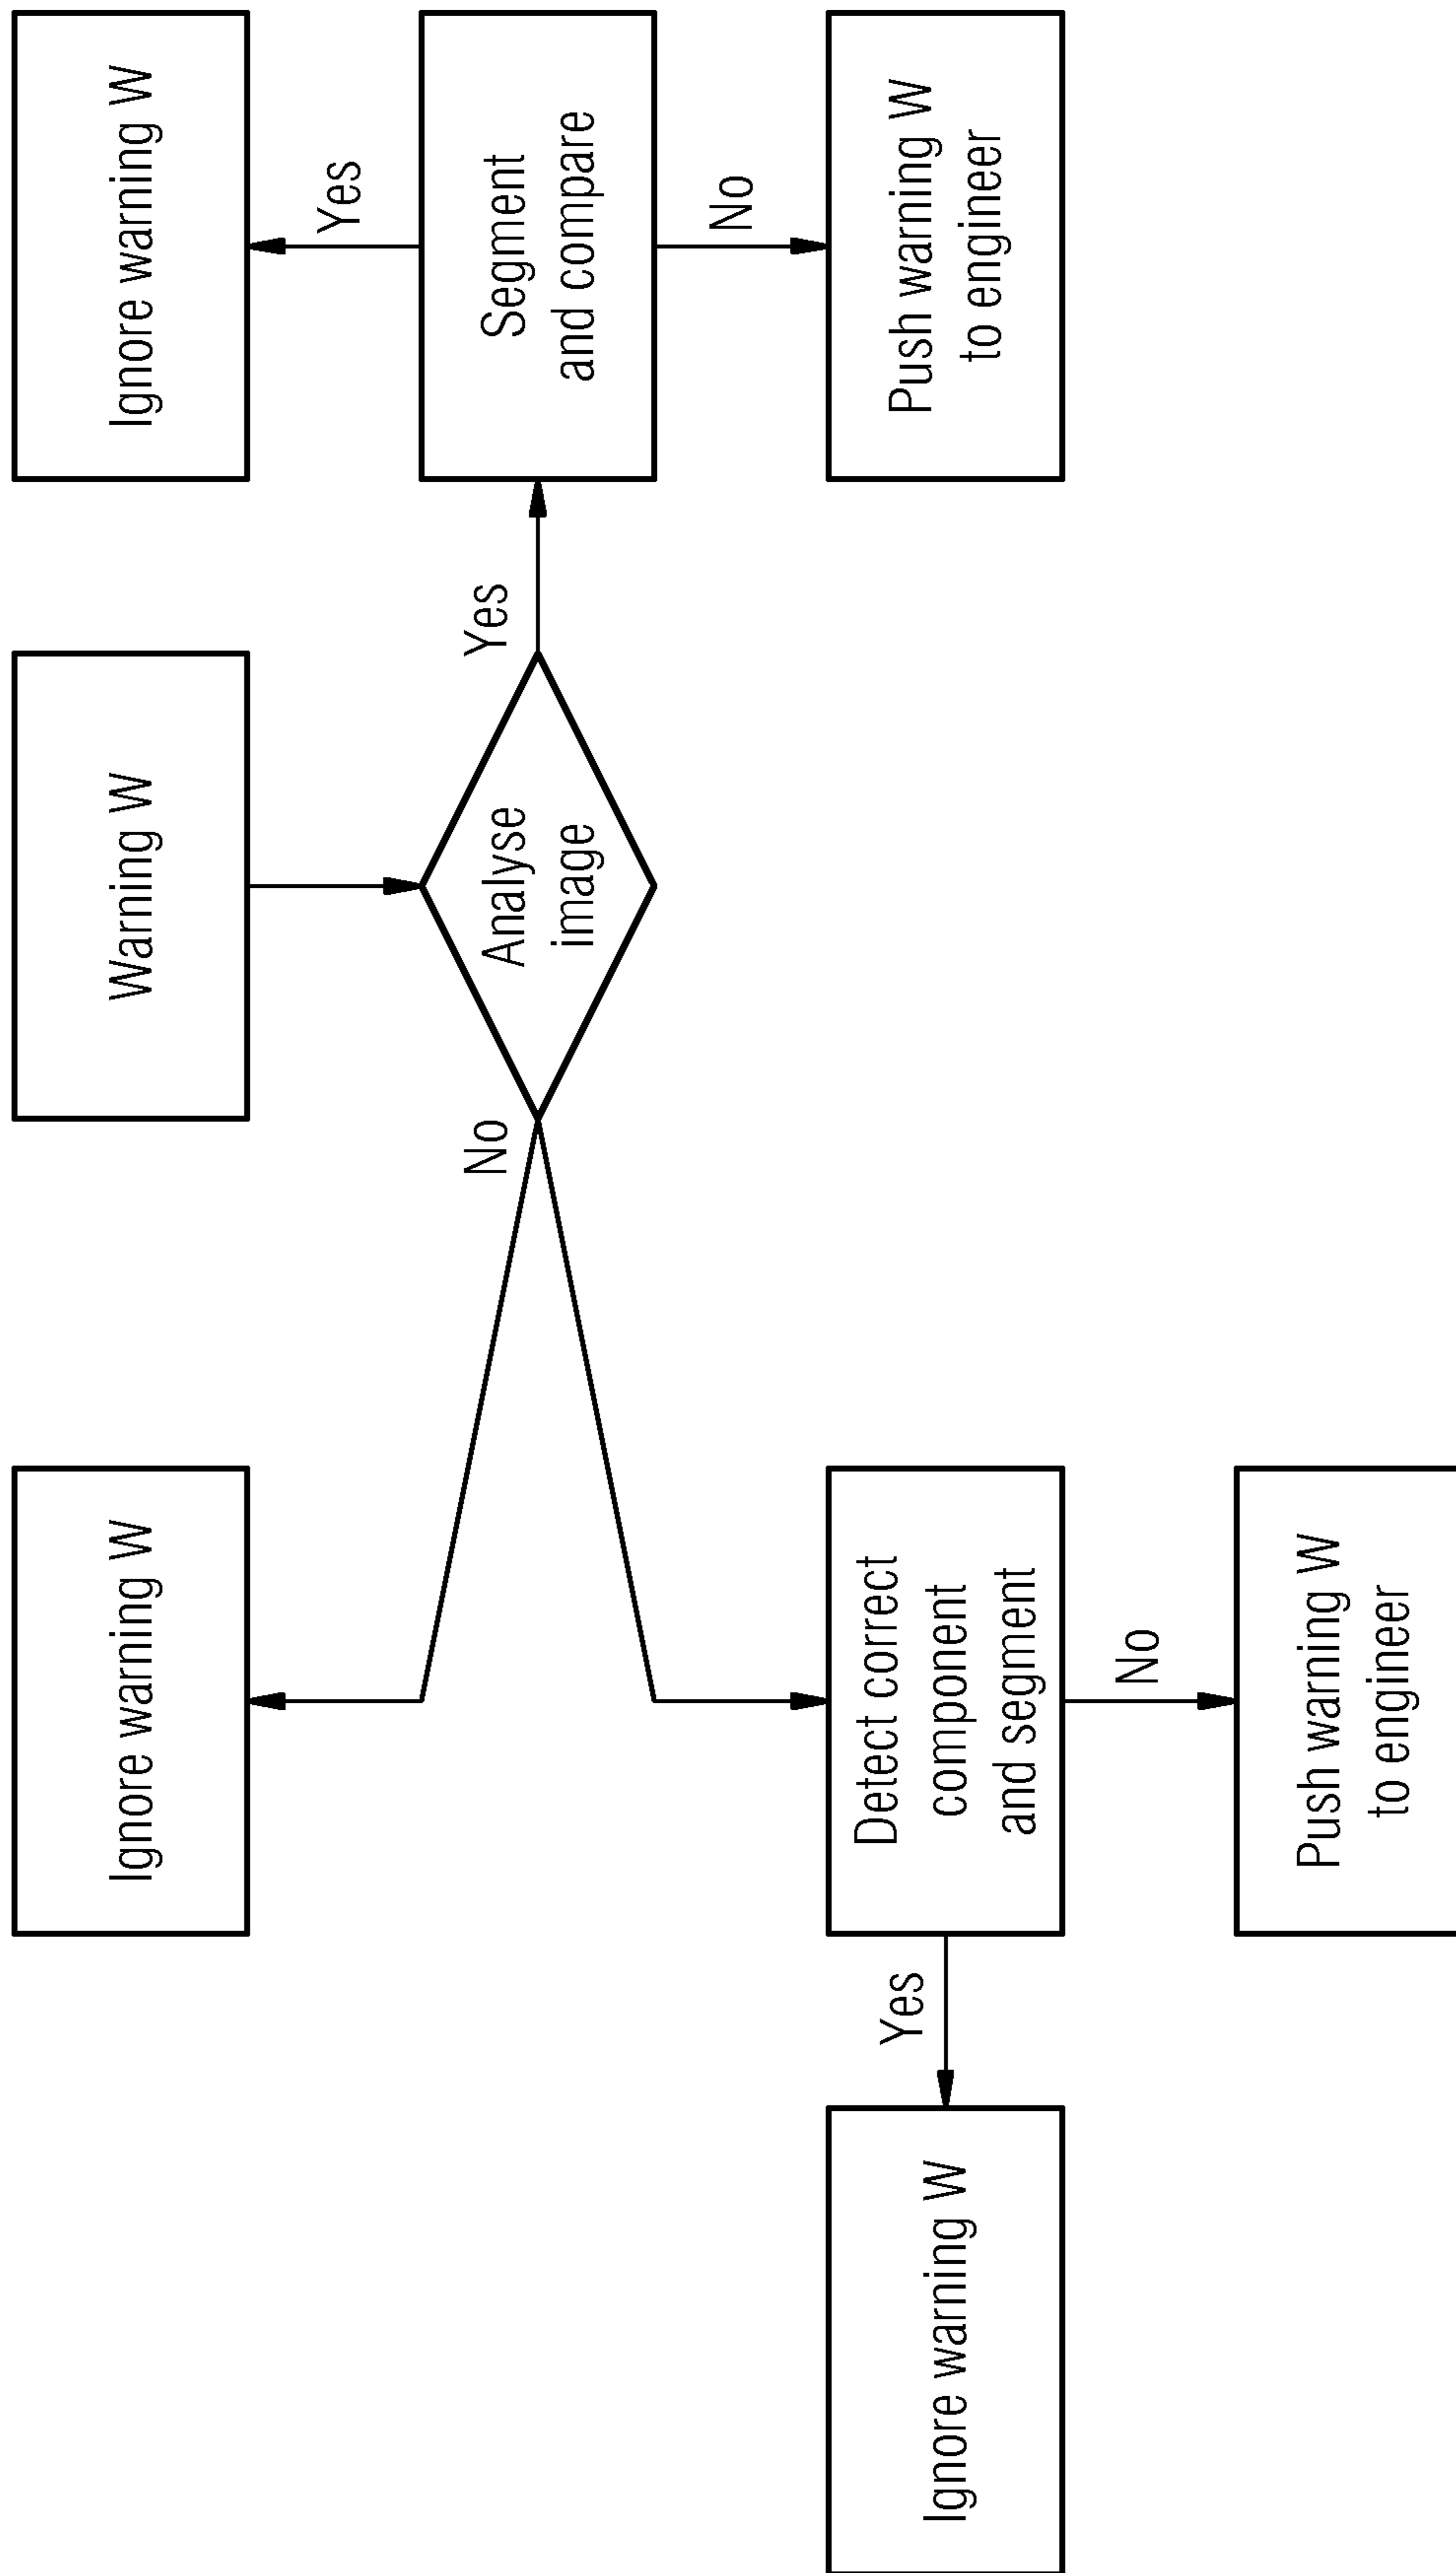 Ignore warning W
Warning W
Ignore warning W
Yes
No
Yes
Analyse
image
Segment
and compare
No
Ignore warning W
Yes
Detect correct
component
and segment
Push warning W
to engineer
No
Push warning W
to engineer